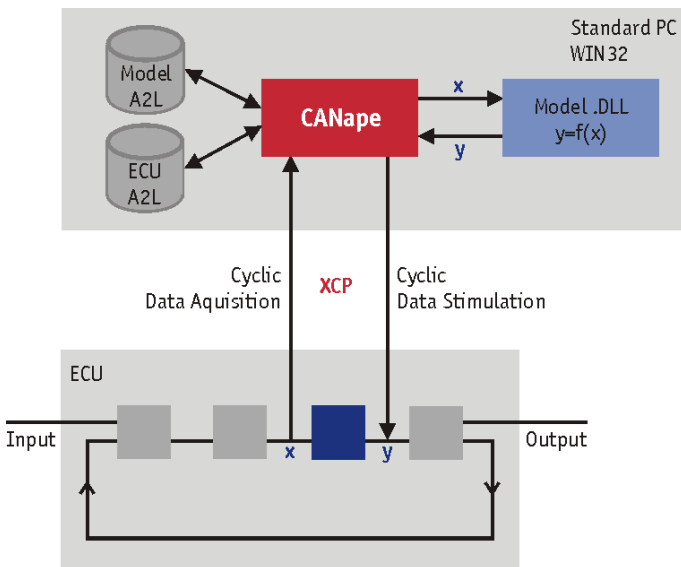 Standard PC
WIN32
Model
A2L
ECU
A2L
CANape
x
y
Model .DLL
y=f(x)
Cyclic
Data Aquisition
XCP
Cyclic
Data Stimulation
ECU
Input
x
y
Output